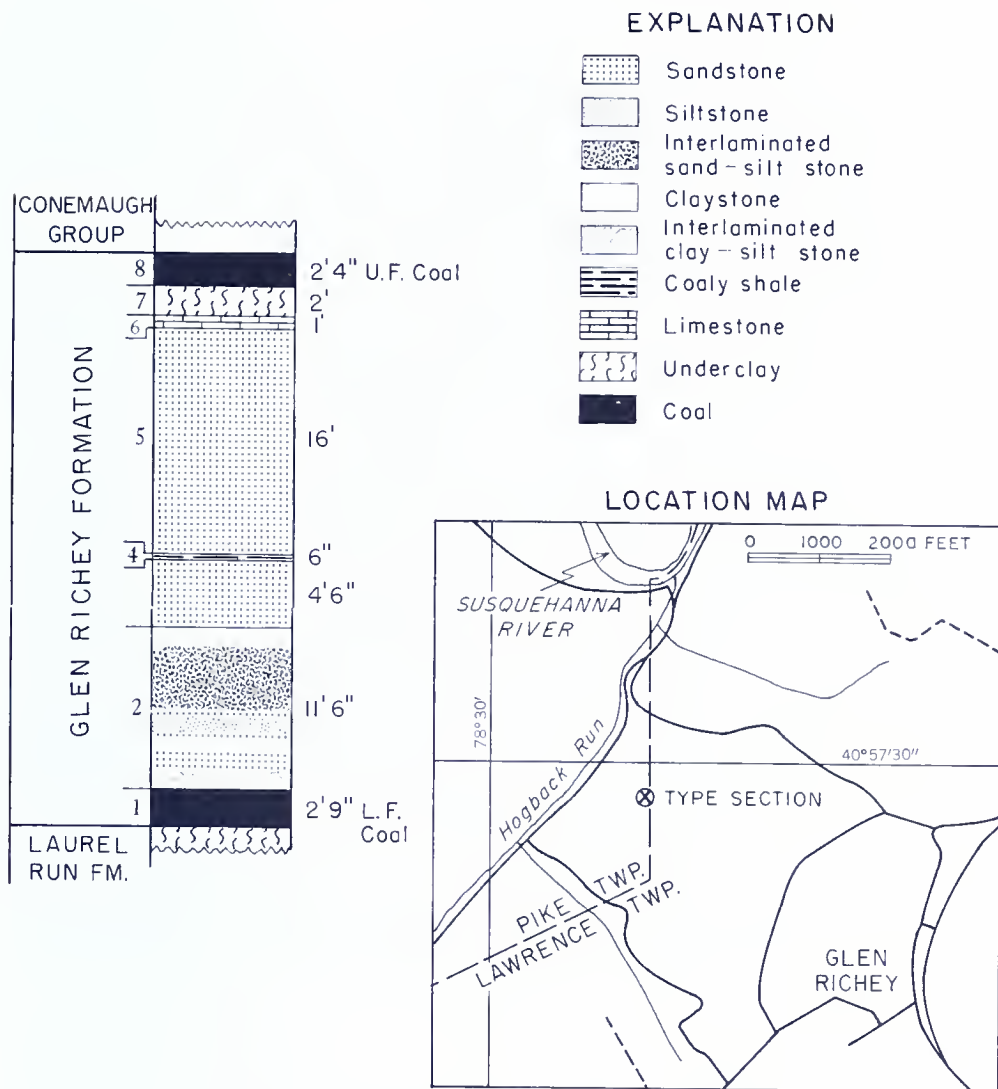 EXPLANATION
Sandstone
Siltstone
Interlaminated
sand-silt stone
Claystone
Interlaminated
clay-silt stone
Coaly shale
Limestone
Underclay
Coal
CONEMAUGH
GROUP
GLEN RICHEY FORMATION
8
2'4" U.F. Coal
7
2'
6
1'
5
16'
4
6"
4'6"
2
11'6"
1
2'9" L.F.
Coal
LAUREL
RUN FM.
LOCATION MAP
0 1000 2000 FEET
SUSQUEHANNA
RIVER
78°30'
Hogback Run
40°57'30"
TYPE SECTION
PIKE TWP.
LAWRENCE TWP.
GLEN
RICHEY